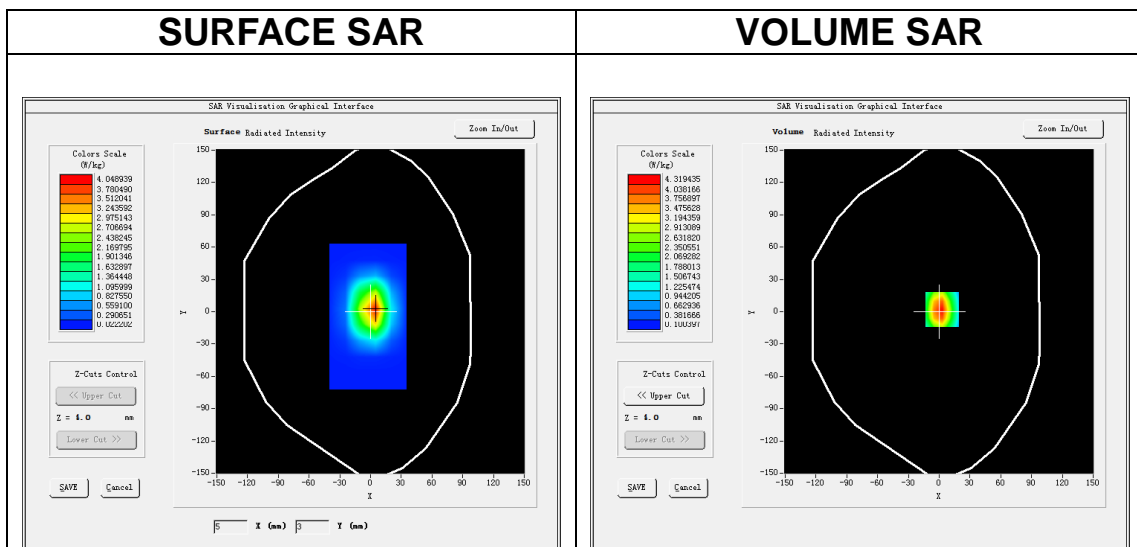 SURFACE SAR
VOLUME SAR
SAR Visualisation Graphical Interface
Surface Radiated Intensity
Zoom In/Out
Colors Scale
(W/kg)
4.048939
3.780490
3.512041
3.243592
2.975143
2.706694
2.438245
2.169795
1.901346
1.632897
1.364448
1.095999
0.827550
0.559100
0.290651
0.022202
150
120
90
60
30
0
-30
-60
-90
-120
-150
Y
-150 -120 -90 -60 -30 0 30 60 90 120 150
X
Z-Cuts Control
<< Upper Cut
Z = 4.0 mm
Lower Cut >>
SAVE Cancel
5 X (mm) 3 Y (mm)
SAR Visualisation Graphical Interface
Volume Radiated Intensity
Zoom In/Out
Colors Scale
(W/kg)
4.319435
4.038166
3.756897
3.475628
3.194359
2.913089
2.631820
2.350551
2.069282
1.788013
1.506743
1.225474
0.944205
0.662936
0.381666
0.100397
150
120
90
60
30
0
-30
-60
-90
-120
-150
Y
-150 -120 -90 -60 -30 0 30 60 90 120 150
X
Z-Cuts Control
<< Upper Cut
Z = 4.0 mm
Lower Cut >>
SAVE Cancel